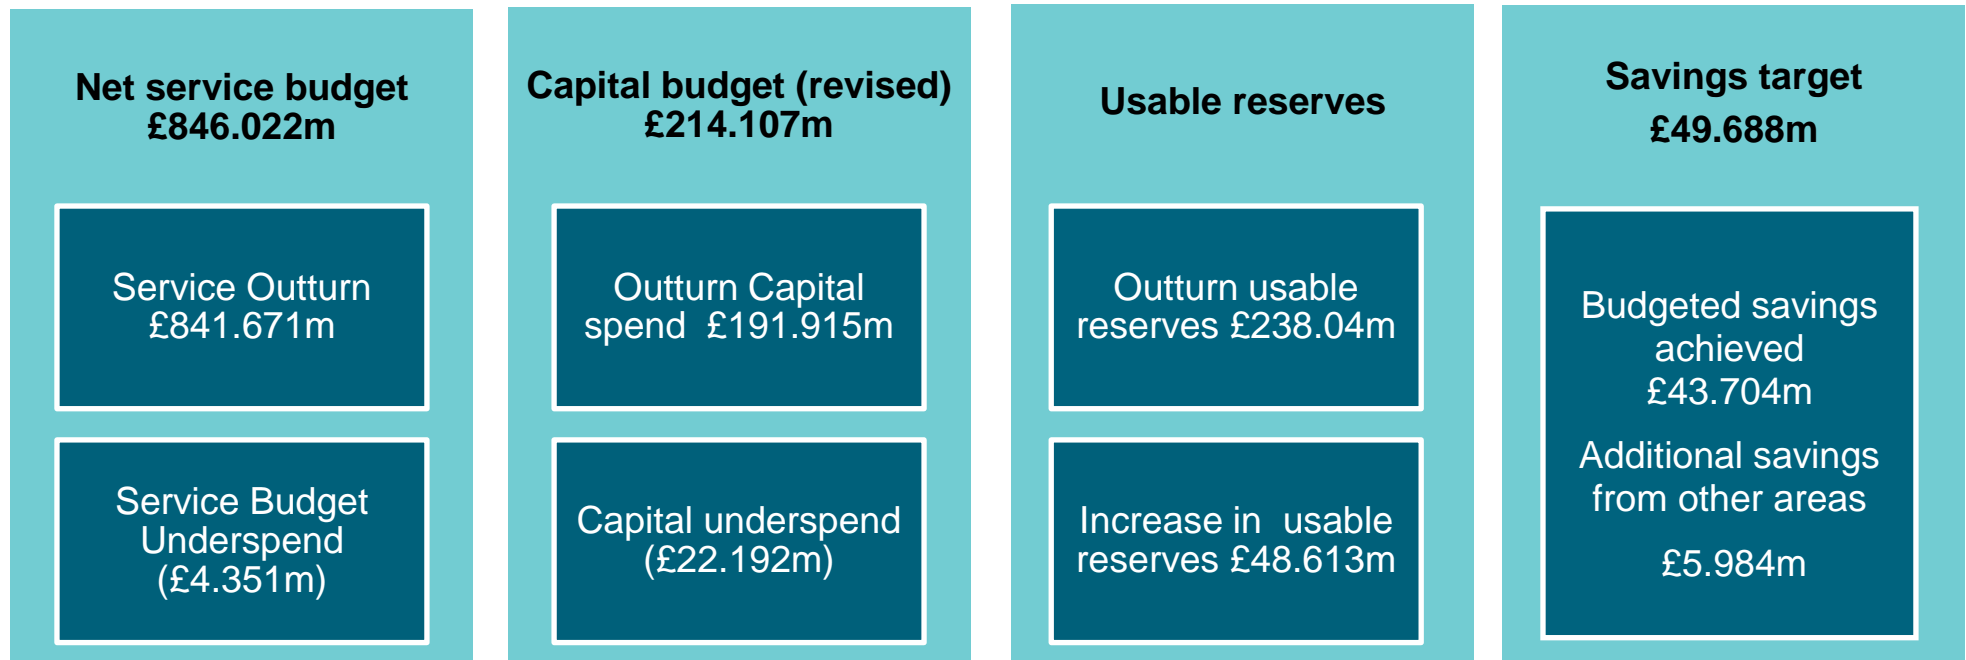 Net service budget
£846.022m
Service Outturn
£841.671m
Service Budget
Underspend
(£4.351m)
Capital budget (revised)
£214.107m
Outturn Capital
spend £191.915m
Capital underspend
(£22.192m)
Usable reserves
Outturn usable
reserves £238.04m
Increase in usable
reserves £48.613m
Savings target
£49.688m
Budgeted savings
achieved
£43.704m
Additional savings
from other areas
£5.984m